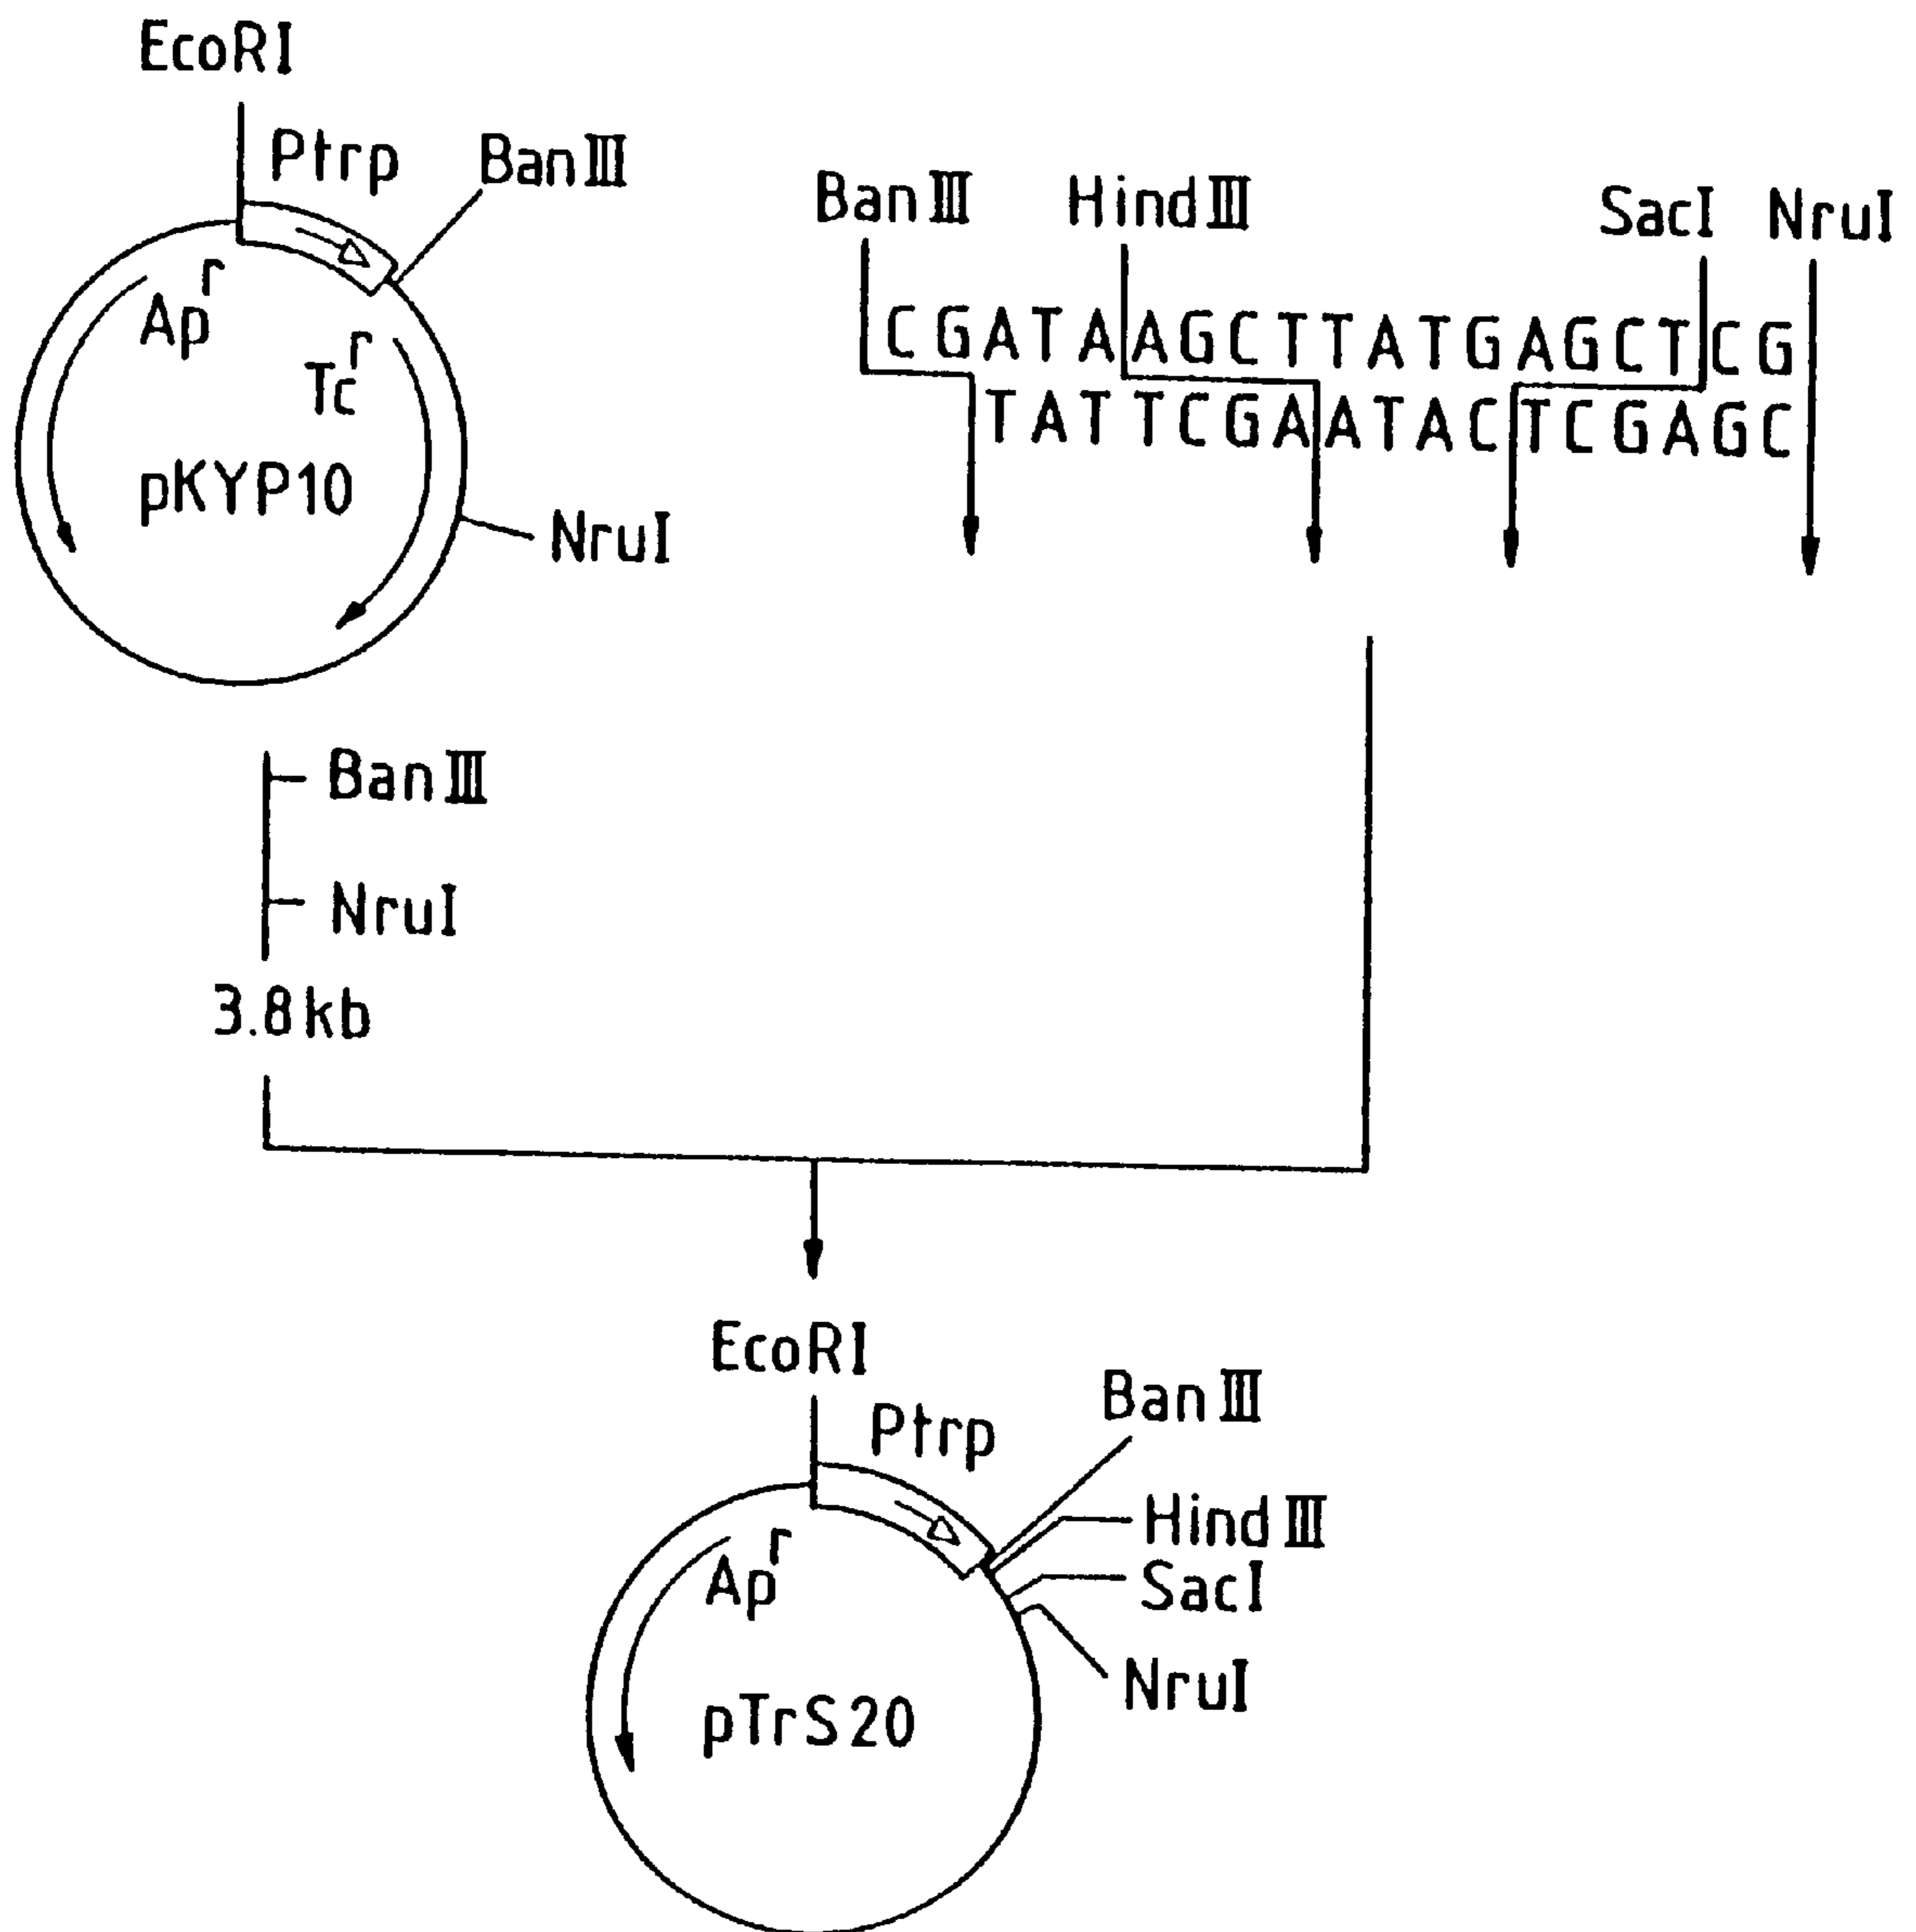 EcoRI
Ptrp
BanⅢ
Apʳ
Tcʳ
pKYP10
NruI
BanⅢ
HindⅢ
SacI
NruI
CGATAAGCTTATGAGCTCG
TATTCGAATACTCGAGC
BanⅢ
NruI
3.8kb
EcoRI
Ptrp
BanⅢ
HindⅢ
SacI
NruI
Apʳ
pTrS20